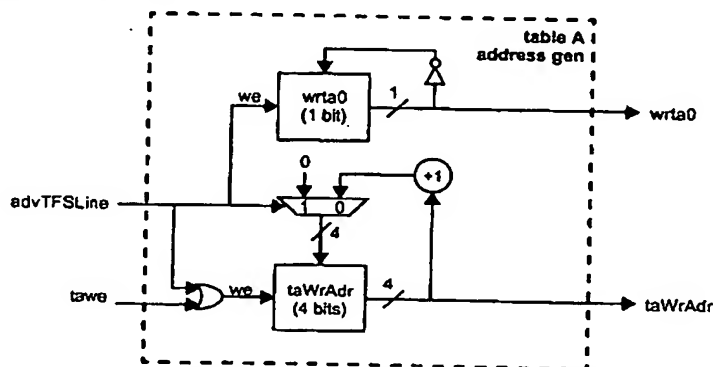 table A
address gen
we
wrta0
(1 bit)
1
wrta0
0
+1
advTFSLine
1 0
4
tawe
we
taWrAdr
(4 bits)
4
taWrAdr